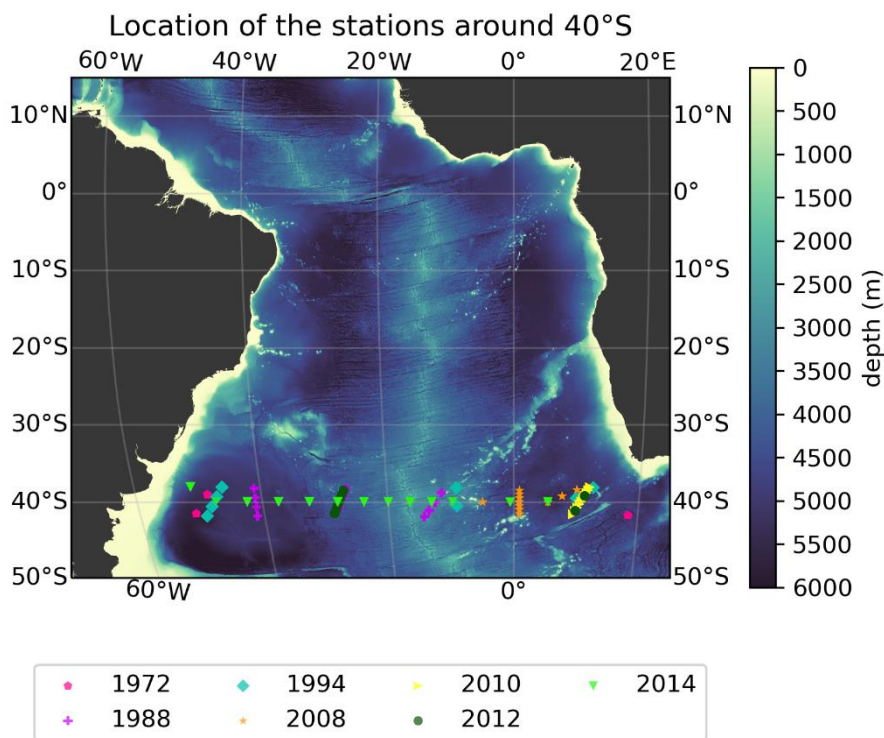 Location of the stations around 40°S
60°W 40°W 20°W 0° 20°E
10°N 10°N
0° 0°
10°S 10°S
20°S 20°S
30°S 30°S
40°S 40°S
50°S 50°S
60°W 0°
0
500
1000
1500
2000
2500
3000
3500
4000
4500
5000
5500
6000
depth (m)
1972 1994 2010 2014
1988 2008 2012